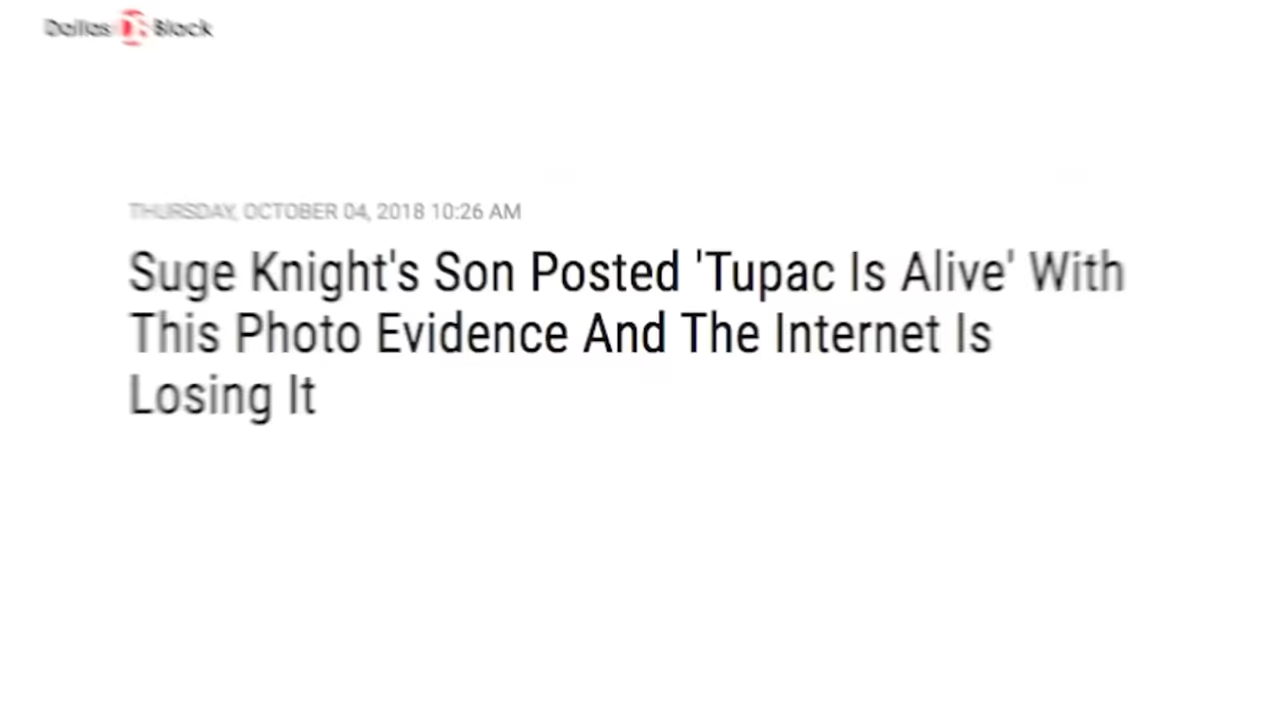 Dallas Black
THURSDAY, OCTOBER 04, 2018 10:26 AM
Suge Knight's Son Posted 'Tupac Is Alive' With
This Photo Evidence And The Internet Is
Losing It